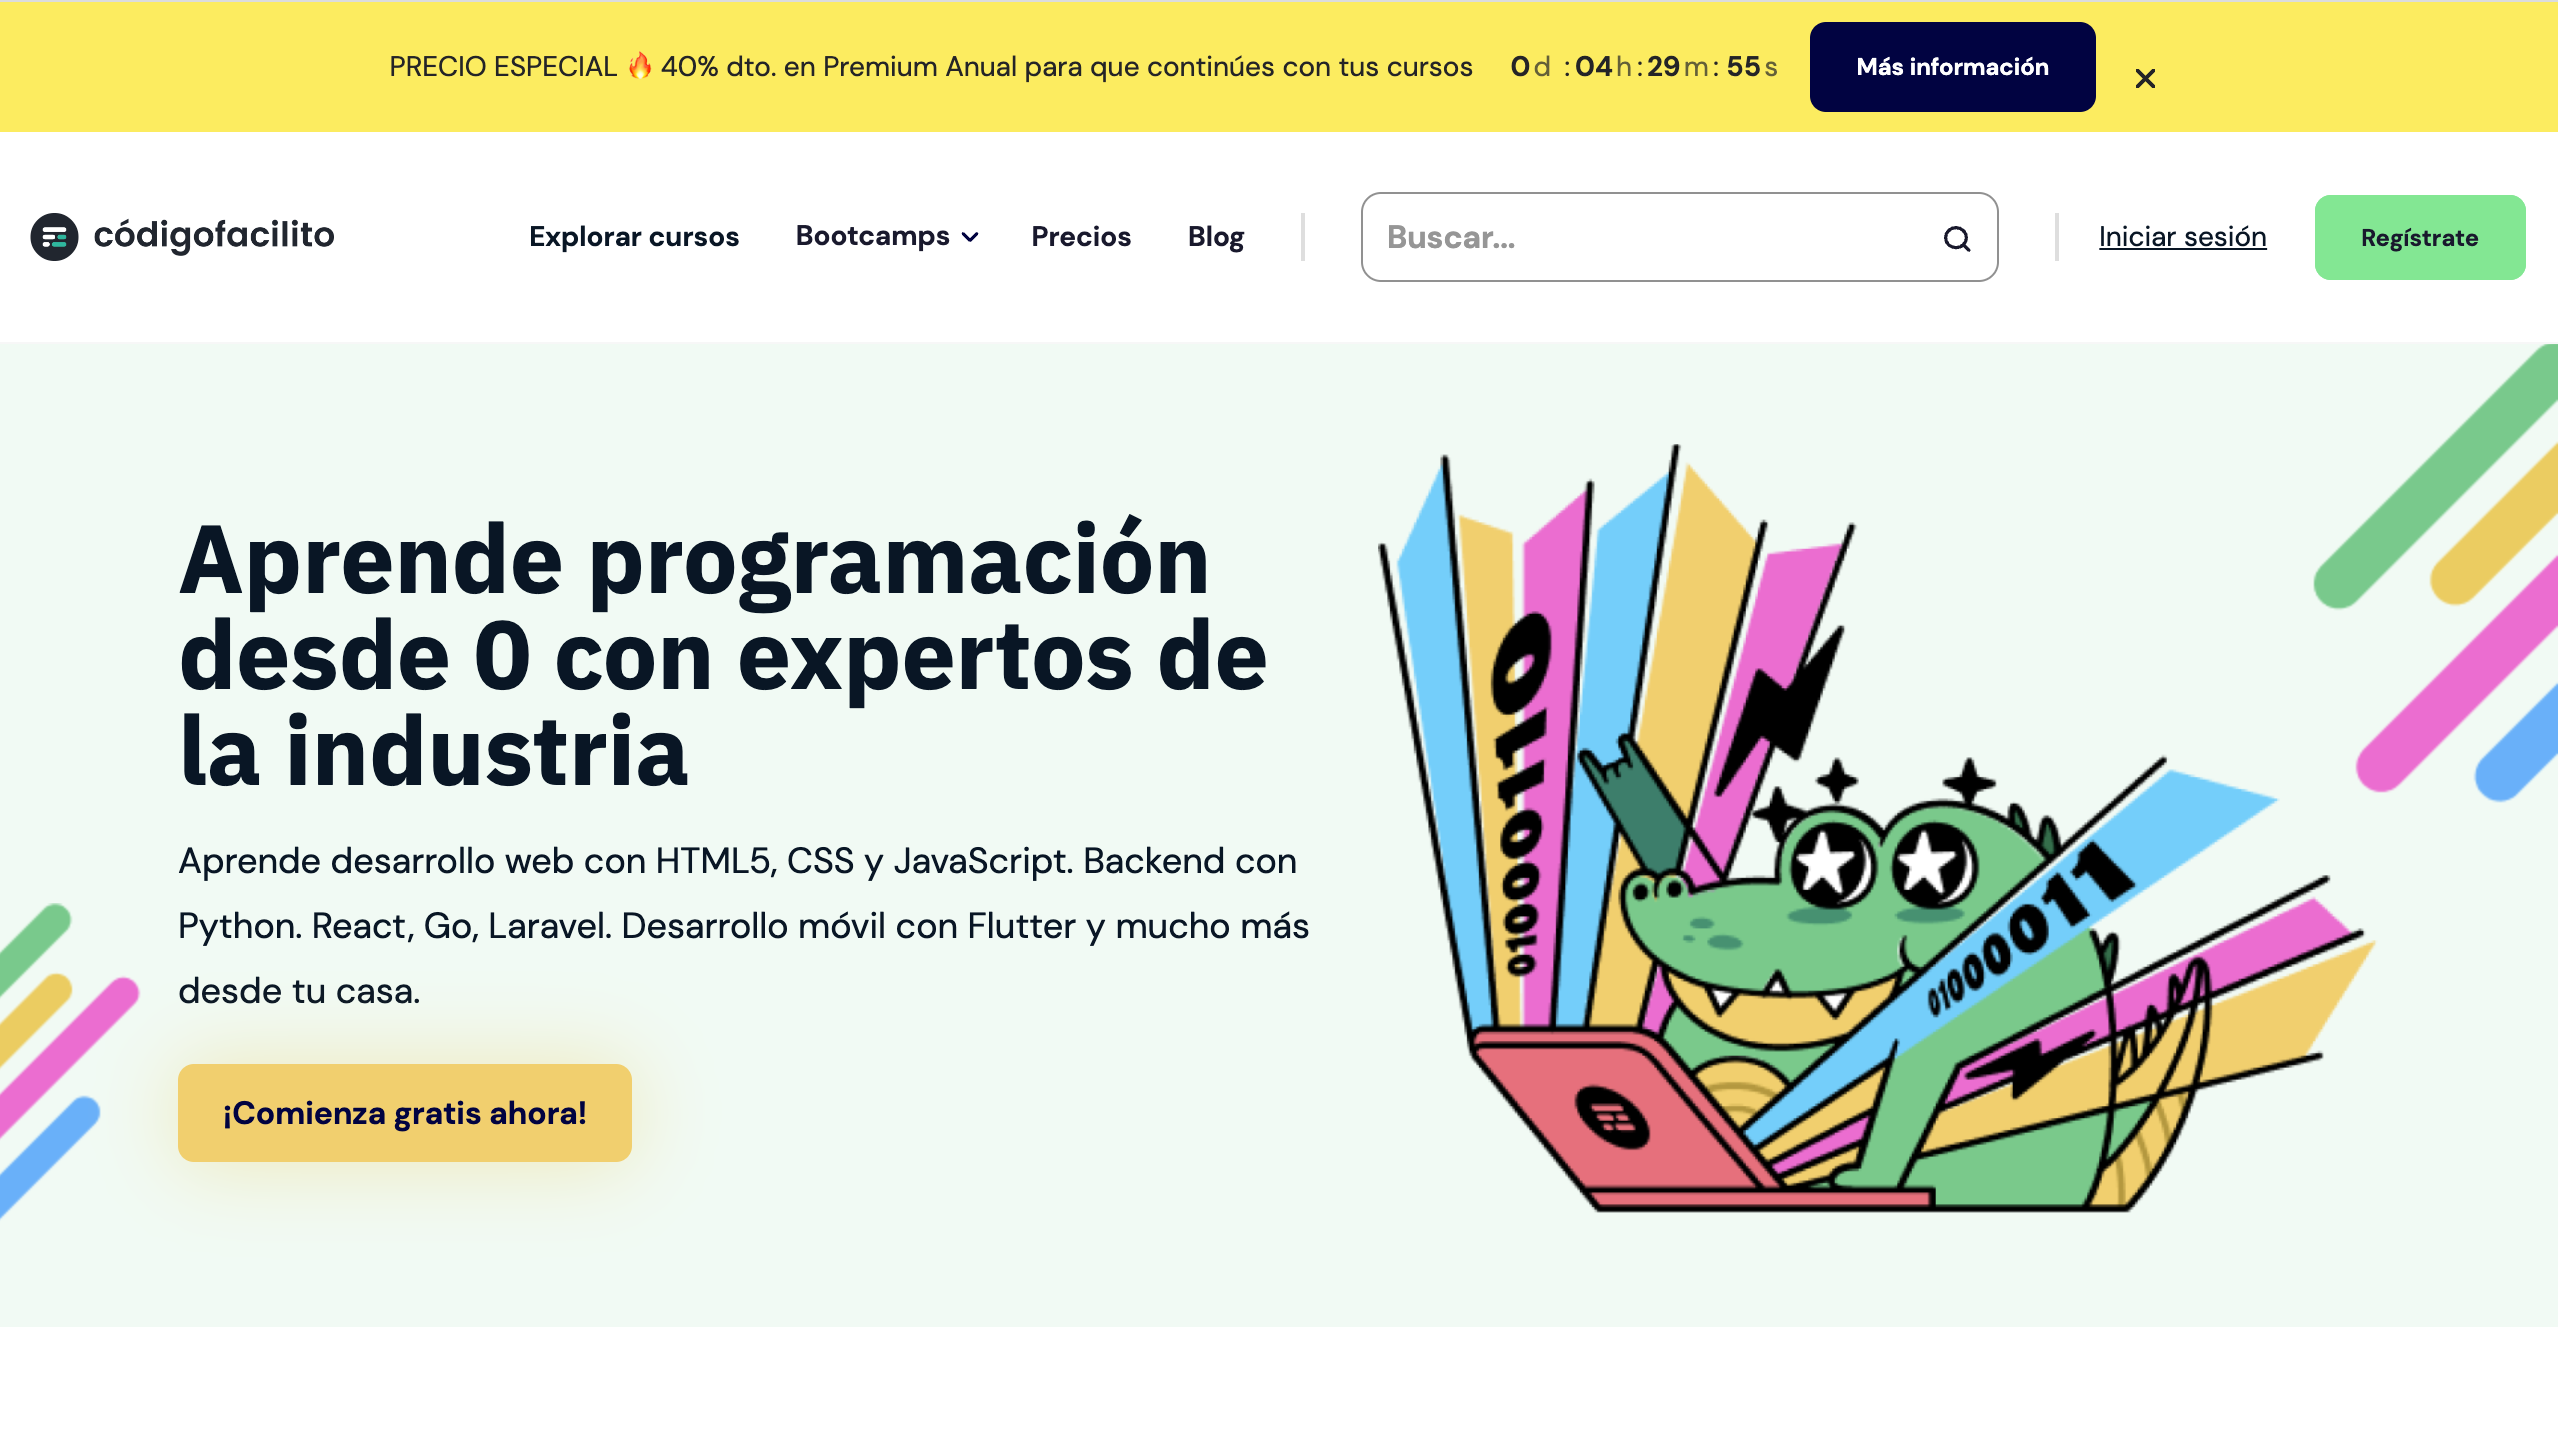 PRECIO ESPECIAL 🔥 40% dto. en Premium Anual para que continúes con tus cursos 0d :04h:29m: 55s Más información
códigofacilito Explorar cursos Bootcamps Precios Blog Buscar... Iniciar sesión Regístrate
Aprende programación
desde 0 con expertos de
la industria
Aprende desarrollo web con HTML5, CSS y JavaScript. Backend con
Python. React, Go, Laravel. Desarrollo móvil con Flutter y mucho más
desde tu casa.
¡Comienza gratis ahora!
01000110
01000011